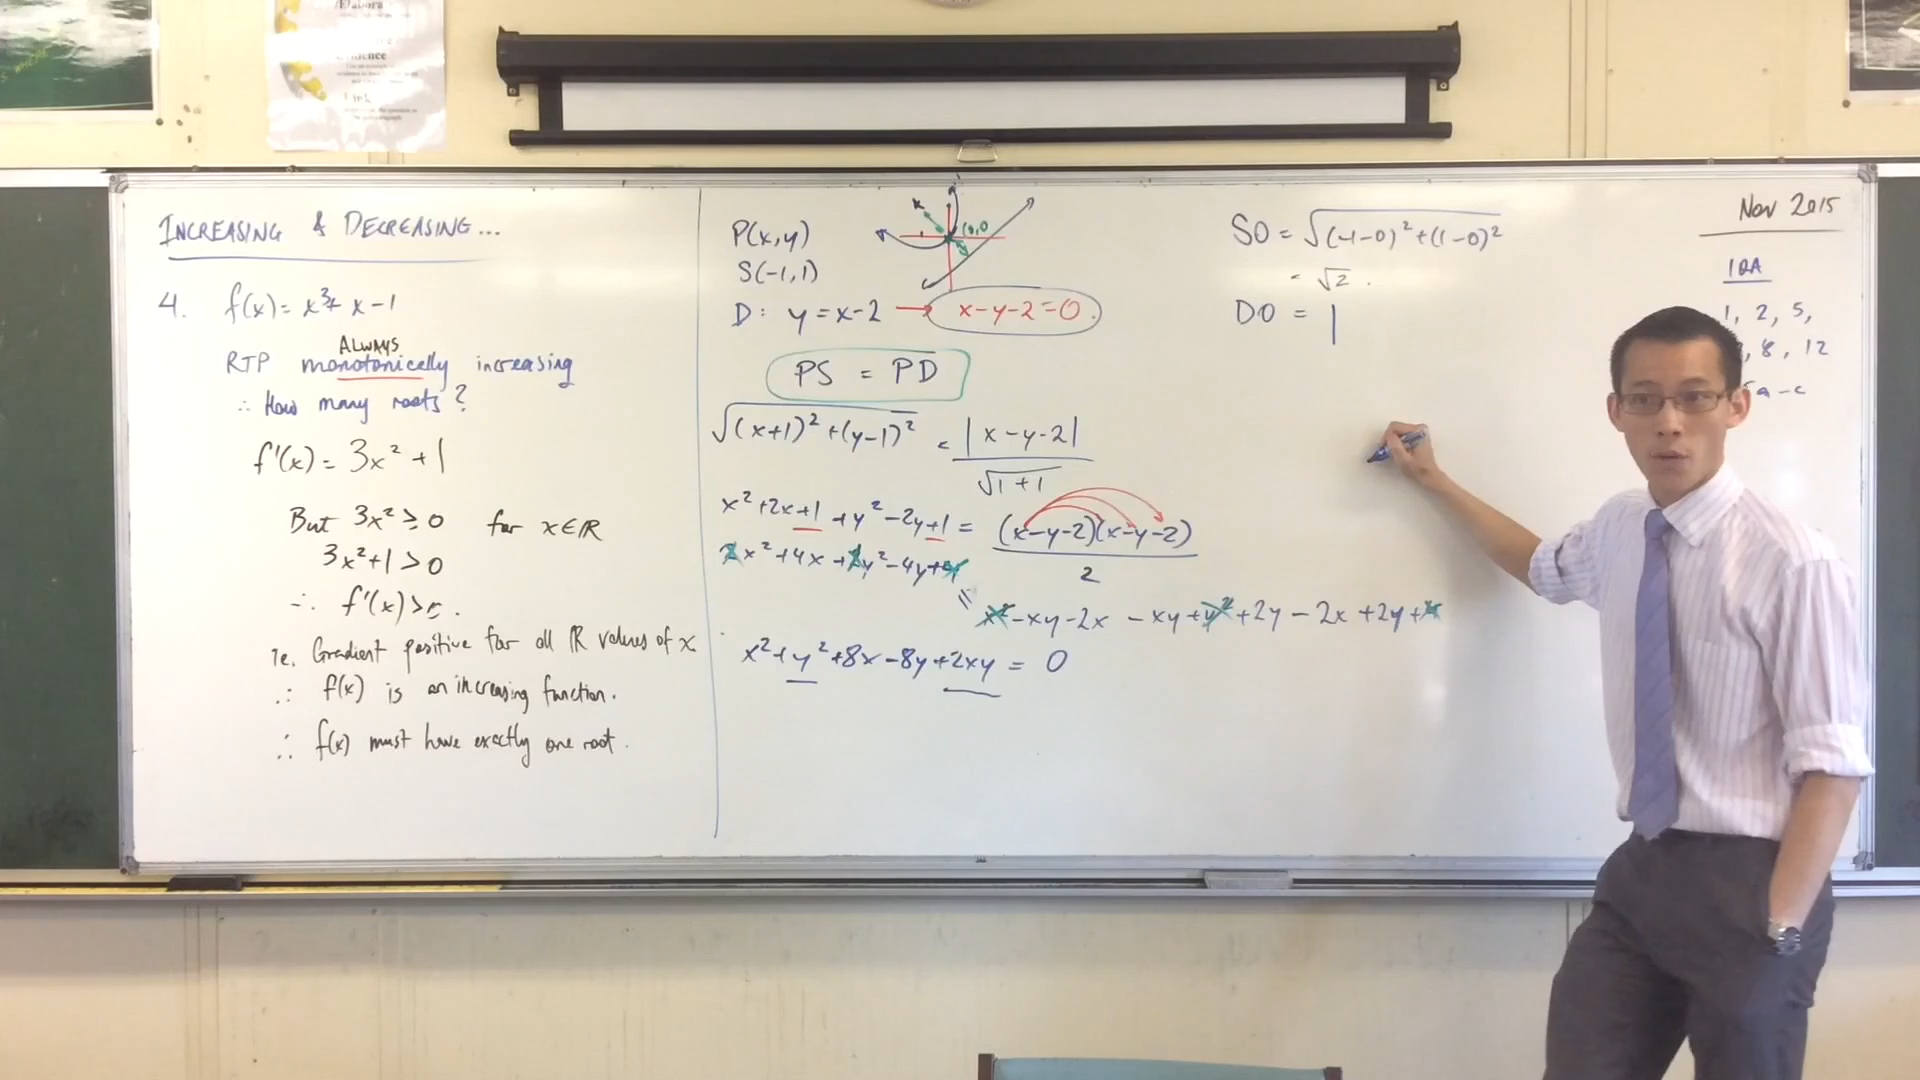 /Elabora
idence
Link
INCREASING & DECREASING...
4. f(x) = x³ + x - 1
ALWAYS
RTP monotonically increasing
∴ How many roots?
f'(x) = 3x² + 1
But 3x² ≥ 0 for x∈ℝ
3x²+1 > 0
∴ f'(x) > 0.
Ie. Gradient positive for all ℝ values of x.
∴ f(x) is an increasing function.
∴ f(x) must have exactly one root.
P(x,y)
S(-1,1)
D: y = x-2 → x-y-2=0.
(0,0
PS = PD
√(x+1)² + (y-1)² = |x-y-2| / √1+1
x²+2x+1 + y²-2y+1 = (x-y-2)(x-y-2) / 2
2x²+4x+2y²-4y+4
= x²-xy-2x - xy+y²+2y-2x+2y+4
x²+y²+8x-8y+2xy = 0
SO = √(-1-0)²+(1-0)²
= √2.
DO = |
Nov 2015
10A
1, 2, 5,
, 8, 12
a-c